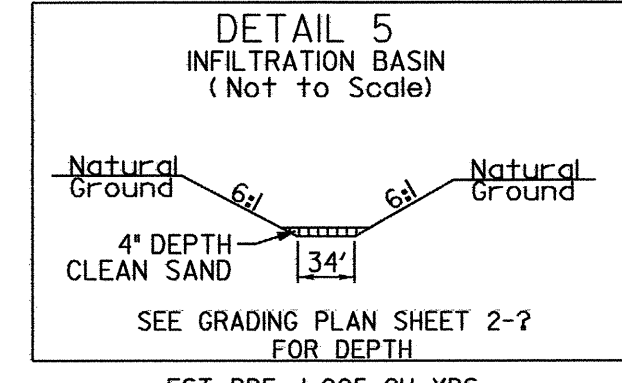 DETAIL 5
INFILTRATION BASIN
(Not to Scale)
Natural
Ground
6:1
6:1
Natural
Ground
4" DEPTH
CLEAN SAND
34'
SEE GRADING PLAN SHEET 2-?
FOR DEPTH